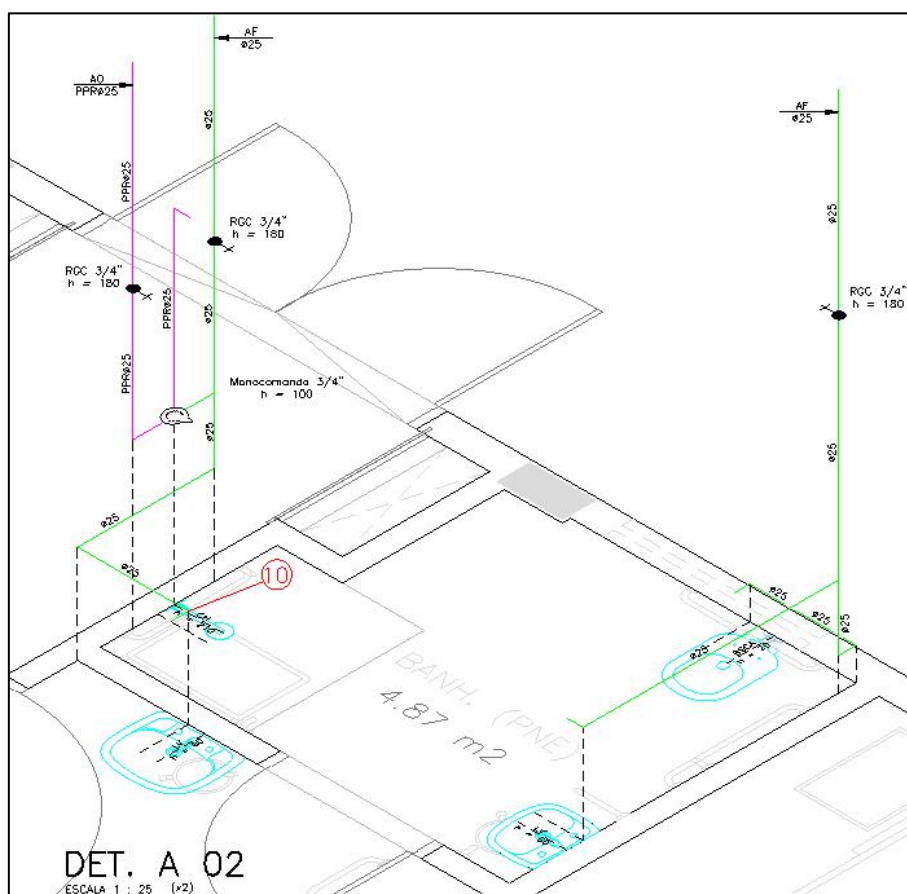 AF
ø25
AQ
PPRø25
AF
ø25
ø25
PPRø25
ø25
RGC 3/4"
h = 180
RGC 3/4"
h = 180
PPRø25
RGC 3/4"
h = 180
ø25
PPRø25
Monocomando 3/4"
h = 100
ø25
ø25
ø25
ø25
10
ø25
ø25
ø25
ø25
BANH. (PNE)
4.87 m2
DET. A 02
ESCALA 1 : 25 (x2)